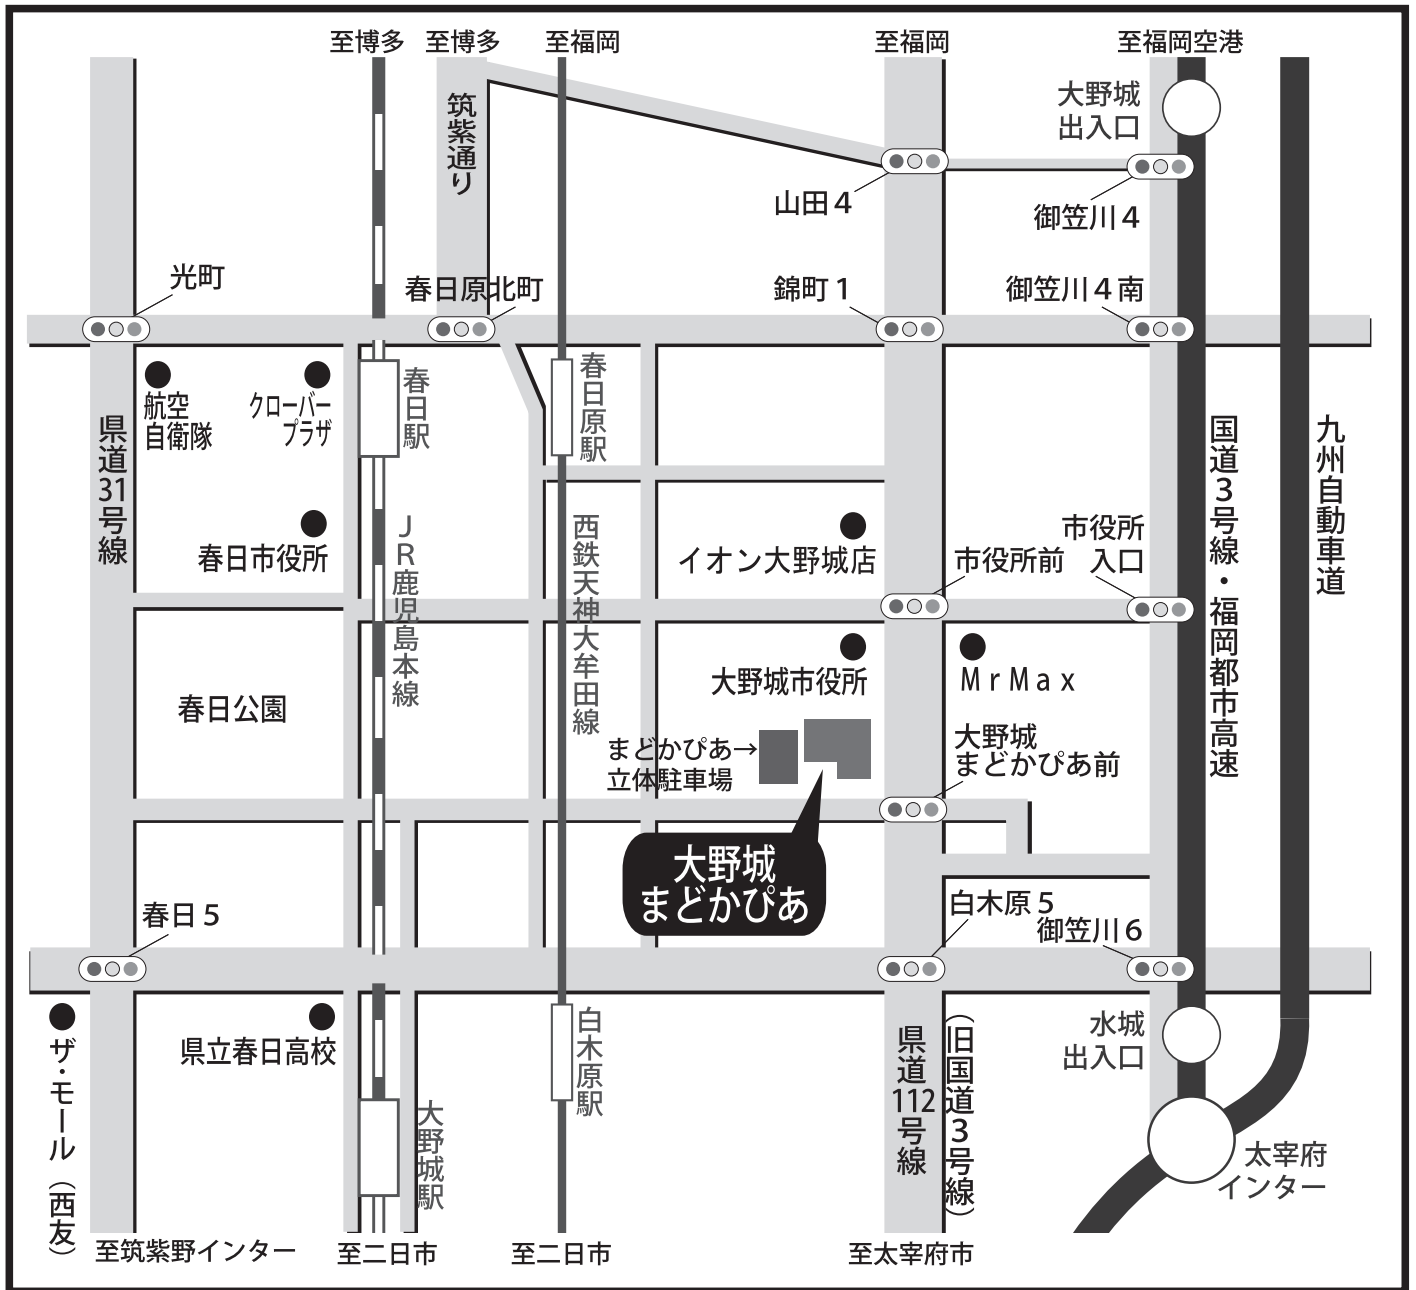 至博多
至博多
至福岡
至福岡
至福岡空港
大野城
出入口
筑紫通り
山田4
御笠川4
光町
春日原北町
錦町1
御笠川4南
航空
自衛隊
クローバー
プラザ
春日駅
春日原駅
県道31号線
国道3号線・福岡都市高速
九州自動車道
春日市役所
JR鹿児島本線
西鉄天神大牟田線
イオン大野城店
市役所前
市役所
入口
大野城市役所
MrMax
春日公園
まどかぴあ→
立体駐車場
大野城
まどかぴあ前
大野城
まどかぴあ
春日5
白木原5
御笠川6
ザ・モール(西友)
県立春日高校
白木原駅
県道112号線
(旧国道3号線)
水城
出入口
大野城駅
太宰府
インター
至筑紫野インター
至二日市
至二日市
至太宰府市